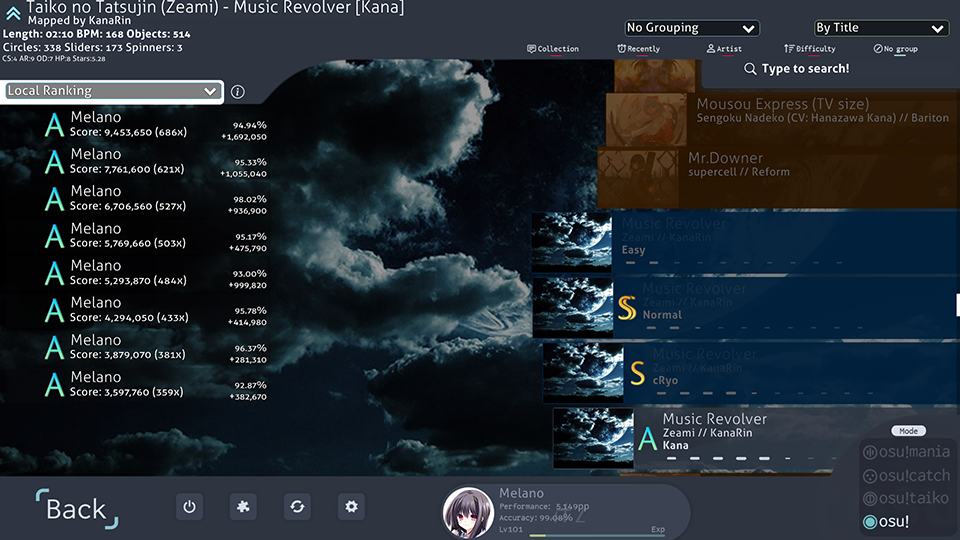 Taiko no Tatsujin (Zeami) - Music Revolver [Kana]
Mapped by KanaRin
Length: 02:10 BPM: 168 Objects: 514
Circles: 338 Sliders: 173 Spinners: 3
CS:4 AR:9 OD:7 HP:8 Stars:5.28
No Grouping
By Title
Collection
Recently
Artist
Difficulty
No group
Type to search!
Local Ranking
Melano
Score: 9,453,650 (686x)
94.94%
+1,692,050
Melano
Score: 7,761,600 (621x)
95.33%
+1,055,040
Melano
Score: 6,706,560 (527x)
98.02%
+936,900
Melano
Score: 5,769,660 (503x)
95.17%
+475,790
Melano
Score: 5,293,870 (484x)
93.00%
+999,820
Melano
Score: 4,294,050 (433x)
95.78%
+414,980
Melano
Score: 3,879,070 (381x)
96.37%
+281,310
Melano
Score: 3,597,760 (359x)
92.87%
+382,670
Mousou Express (TV size)
Sengoku Nadeko (CV: Hanazawa Kana) // Bariton
Mr.Downer
supercell // Reform
Music Revolver
Zeami // KanaRin
Easy
Music Revolver
Zeami // KanaRin
Normal
Music Revolver
Zeami // KanaRin
cRyo
Music Revolver
Zeami // KanaRin
Kana
Mode
osu!mania
osu!catch
osu!taiko
osu!
Back
Melano
Performance: 5,149pp
Accuracy: 99.08%
Lv101
Exp